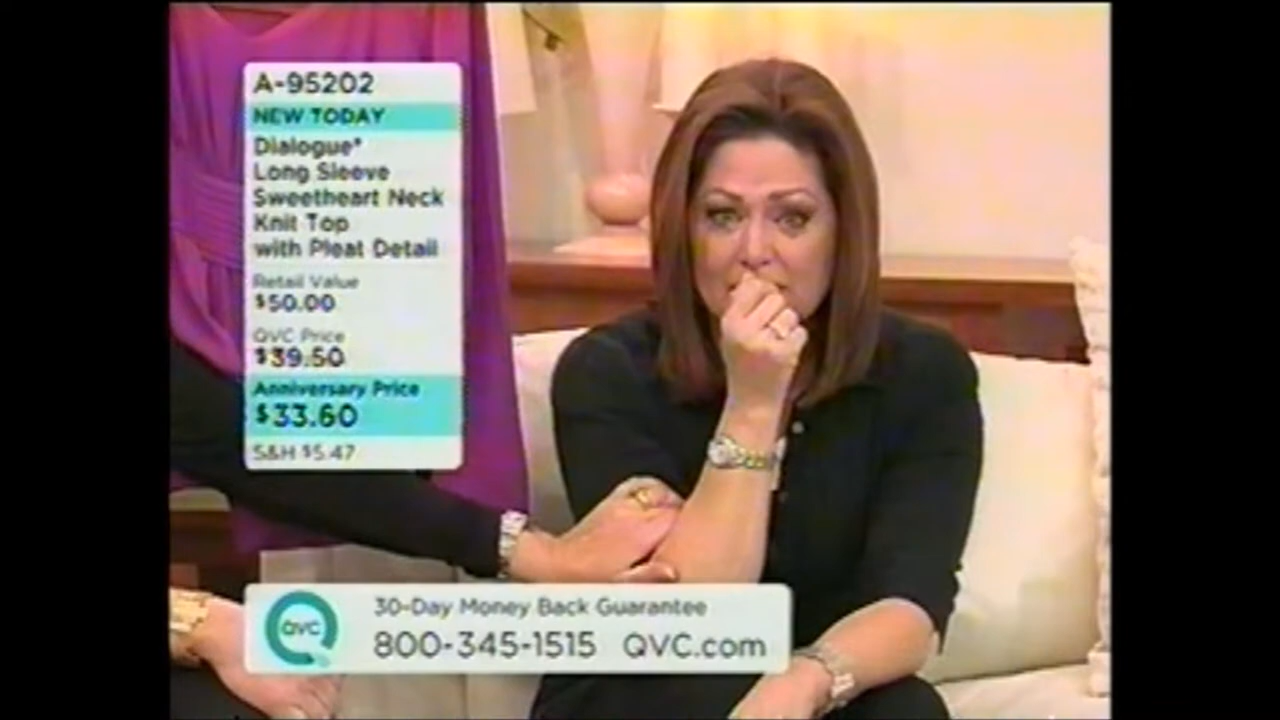 A-95202
NEW TODAY
Dialogue*
Long Sleeve
Sweetheart Neck
Knit Top
with Pleat Detail
Retail Value
$50.00
QVC Price
$39.50
Anniversary Price
$33.60
S&H $5.47
QVC
30-Day Money Back Guarantee
800-345-1515 QVC.com